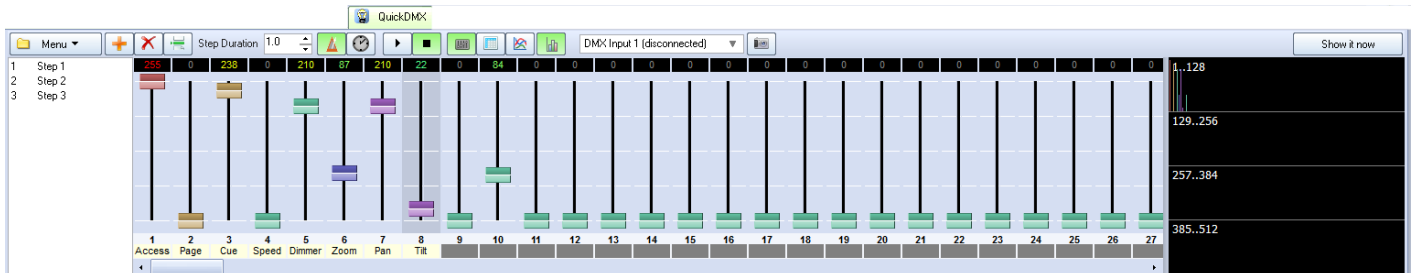 QuickDMX
Menu Step Duration 1.0 DMX Input 1 (disconnected) Show it now
1 Step 1
2 Step 2
3 Step 3
255 0 238 0 210 87 210 22 0 84 0 0 0 0 0 0 0 0 0 0 0 0 0 0 0 0 0
1 2 3 4 5 6 7 8 9 10 11 12 13 14 15 16 17 18 19 20 21 22 23 24 25 26 27
Access Page Cue Speed Dimmer Zoom Pan Tilt
1..128
129..256
257..384
385..512